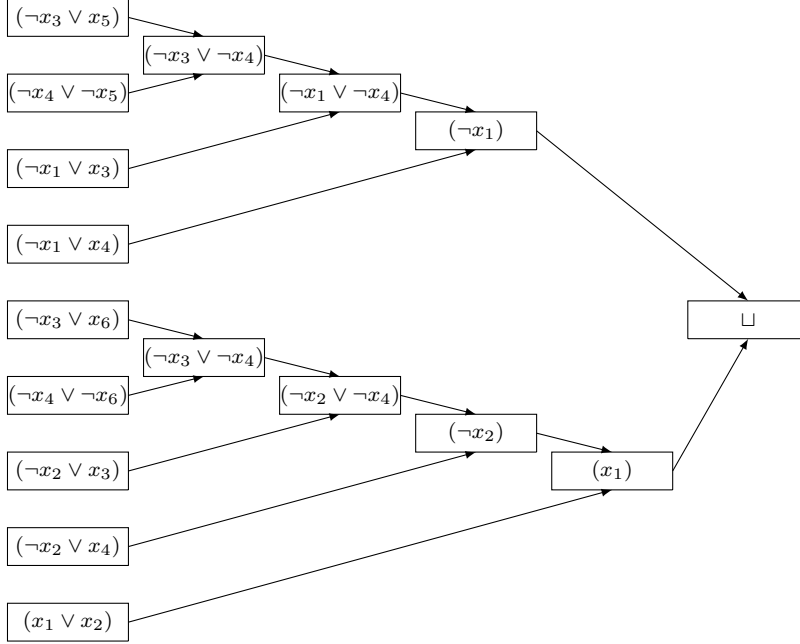 (¬x₃ ∨ x₅)
(¬x₃ ∨ ¬x₄)
(¬x₄ ∨ ¬x₅)
(¬x₁ ∨ ¬x₄)
(¬x₁)
(¬x₁ ∨ x₃)
(¬x₁ ∨ x₄)
(¬x₃ ∨ x₆)
⊔
(¬x₃ ∨ ¬x₄)
(¬x₄ ∨ ¬x₆)
(¬x₂ ∨ ¬x₄)
(¬x₂)
(¬x₂ ∨ x₃)
(x₁)
(¬x₂ ∨ x₄)
(x₁ ∨ x₂)